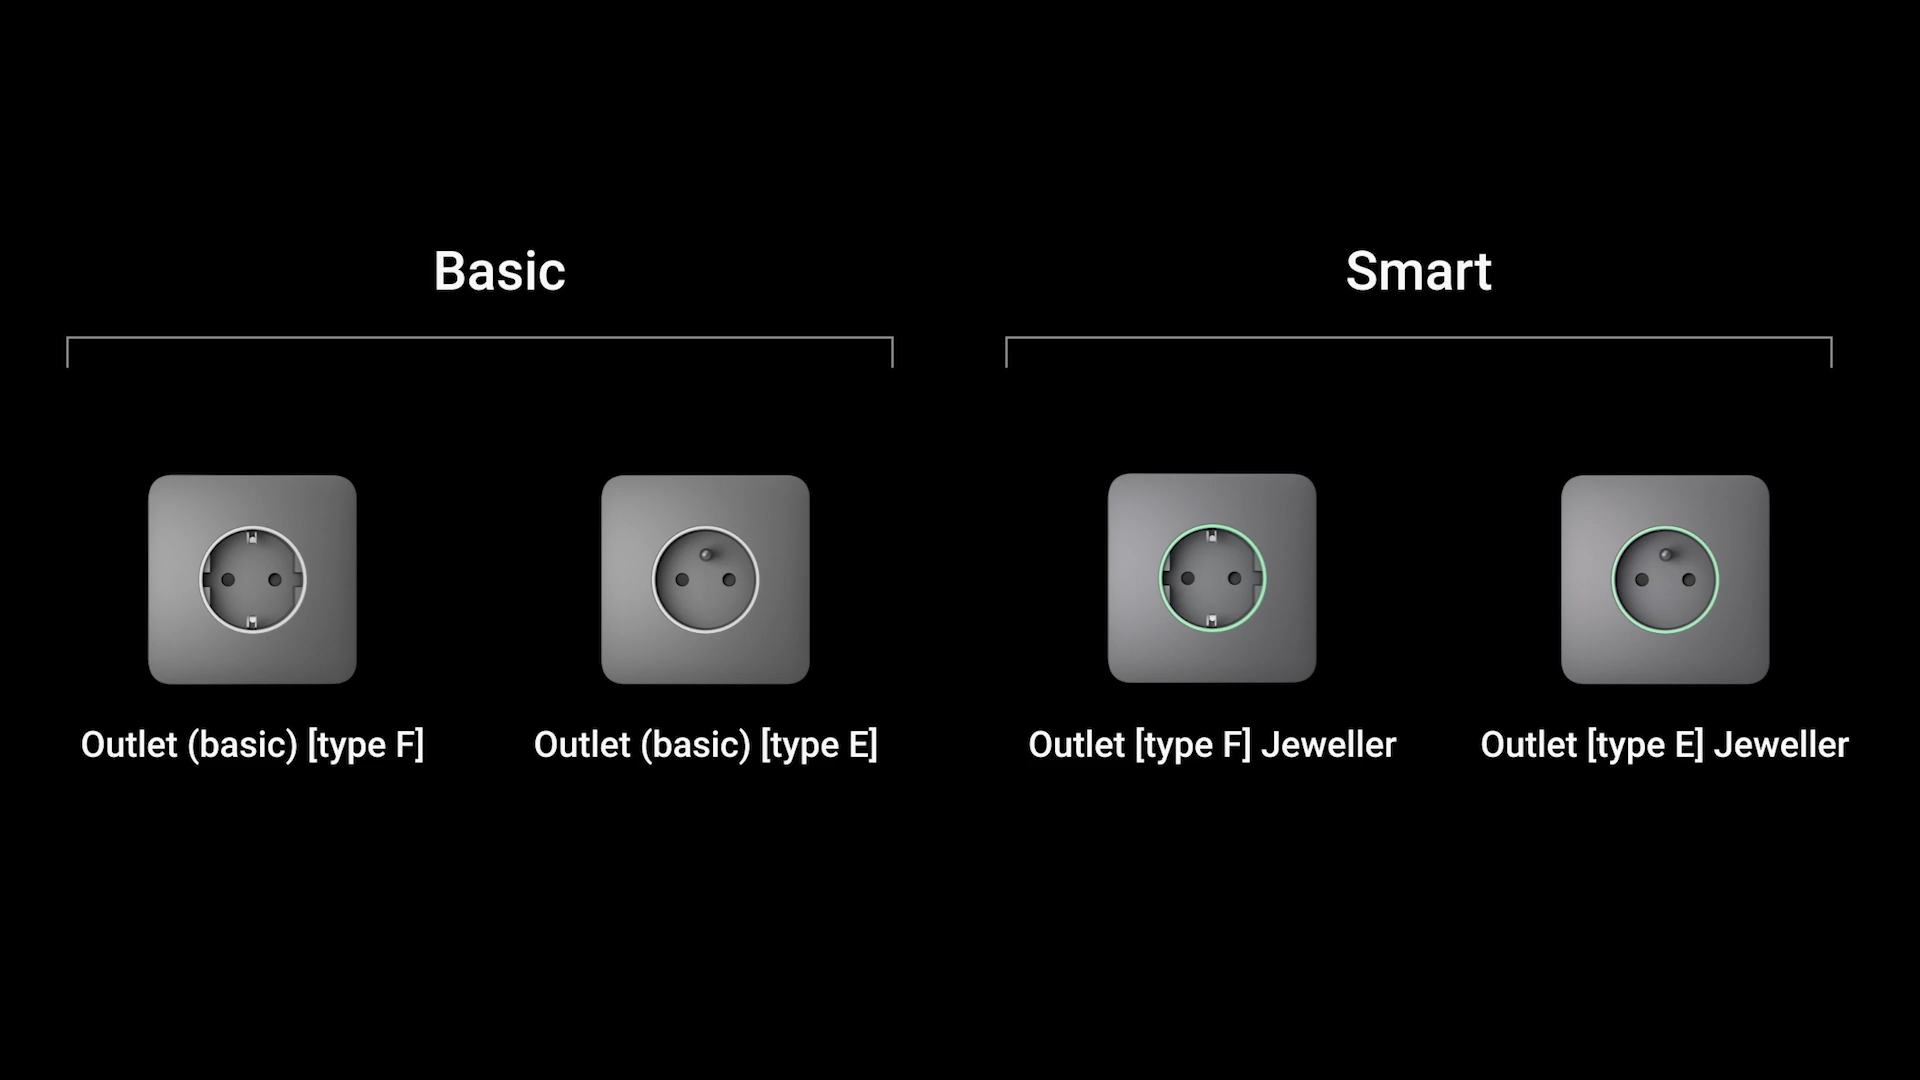 Basic
Smart
Outlet (basic) [type F]
Outlet (basic) [type E]
Outlet [type F] Jeweller
Outlet [type E] Jeweller